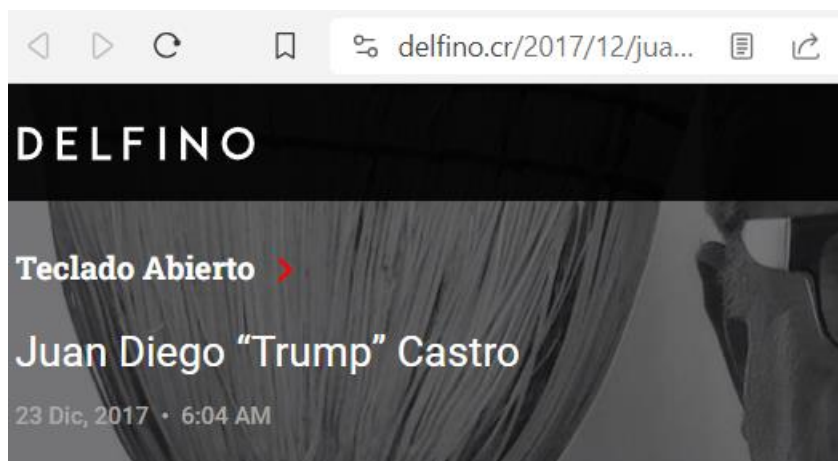 delfino.cr/2017/12/jua...
DELFINO
Teclado Abierto
Juan Diego “Trump” Castro
23 Dic, 2017 • 6:04 AM